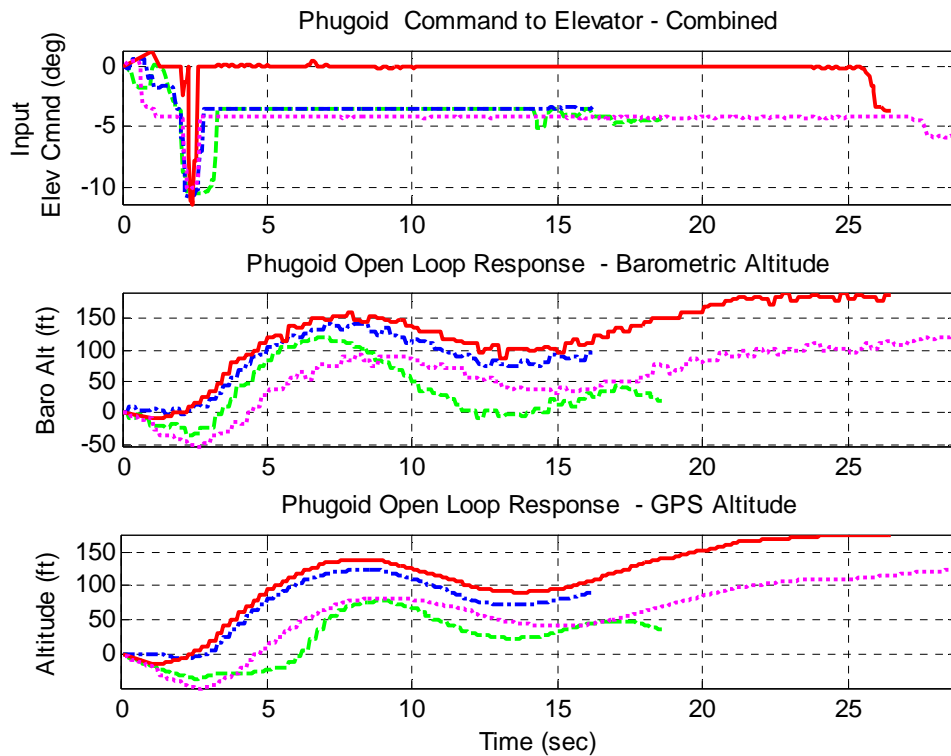 Phugoid  Command to Elevator - Combined
Input
Elev Cmnd (deg)
0
-5
-10
0 5 10 15 20 25
Phugoid Open Loop Response  - Barometric Altitude
Baro Alt (ft)
150
100
50
0
-50
0 5 10 15 20 25
Phugoid Open Loop Response  - GPS Altitude
Altitude (ft)
150
100
50
0
0 5 10 15 20 25
Time (sec)